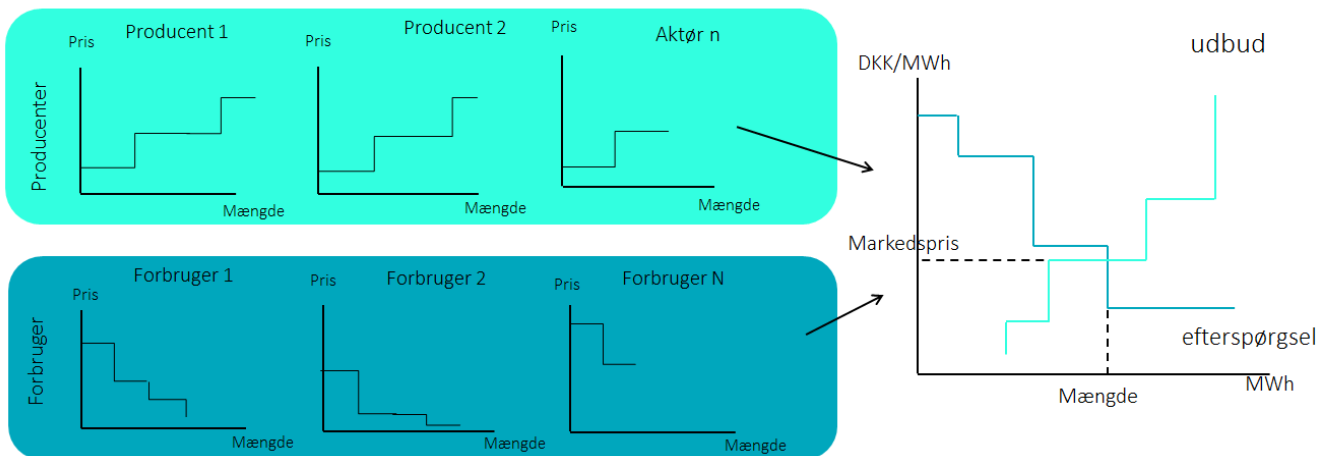 Producenter
Producent 1
Pris
Mængde
Producent 2
Pris
Mængde
Aktør n
Pris
Mængde
Forbruger
Forbruger 1
Pris
Mængde
Forbruger 2
Pris
Mængde
Forbruger N
Pris
Mængde
udbud
DKK/MWh
Markedspris
efterspørgsel
MWh
Mængde